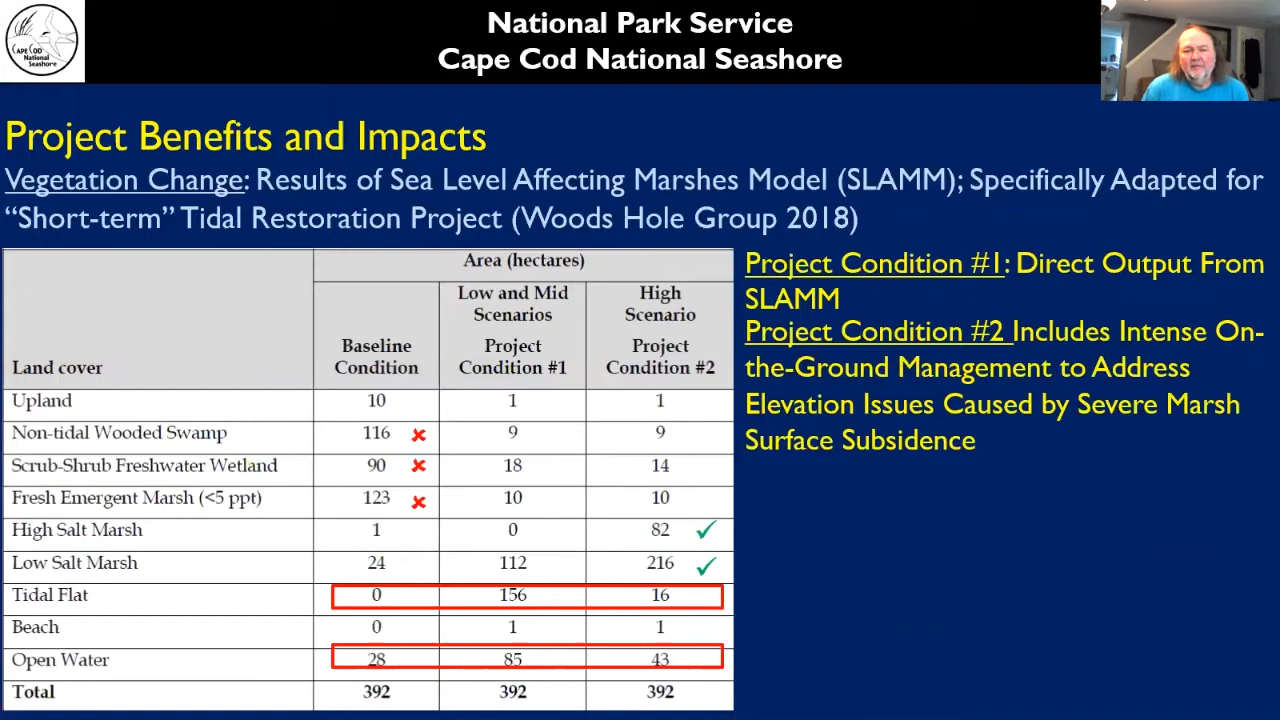 National Park Service
Cape Cod National Seashore
CAPE COD
National
Seashore
Project Benefits and Impacts
Vegetation Change: Results of Sea Level Affecting Marshes Model (SLAMM); Specifically Adapted for
“Short-term” Tidal Restoration Project (Woods Hole Group 2018)
Area (hectares)
Land cover Baseline Condition Low and Mid Scenarios Project Condition #1 High Scenario Project Condition #2
Upland 10 1 1
Non-tidal Wooded Swamp 116 ✘ 9 9
Scrub-Shrub Freshwater Wetland 90 ✘ 18 14
Fresh Emergent Marsh (<5 ppt) 123 ✘ 10 10
High Salt Marsh 1 0 82 ✓
Low Salt Marsh 24 112 216 ✓
Tidal Flat 0 156 16
Beach 0 1 1
Open Water 28 85 43
Total 392 392 392
Project Condition #1: Direct Output From
SLAMM
Project Condition #2 Includes Intense On-
the-Ground Management to Address
Elevation Issues Caused by Severe Marsh
Surface Subsidence